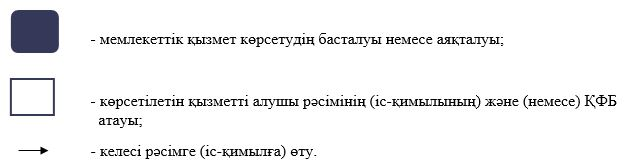 - мемлекеттік қызмет көрсетудің басталуы немесе аяқталуы;
- көрсетілетін қызметті алушы рәсімінің (іс-қимылының) және (немесе) ҚФБ
атауы;
- келесі рәсімге (іс-қимылға) өту.